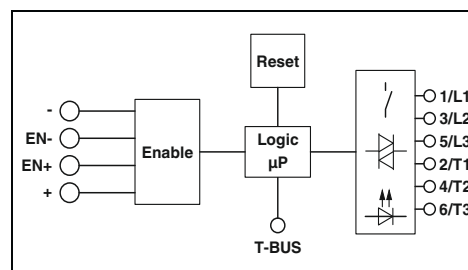 Reset
-
EN-
EN+
+
Enable
Logic
µP
T-BUS
1/L1
3/L2
5/L3
2/T1
4/T2
6/T3